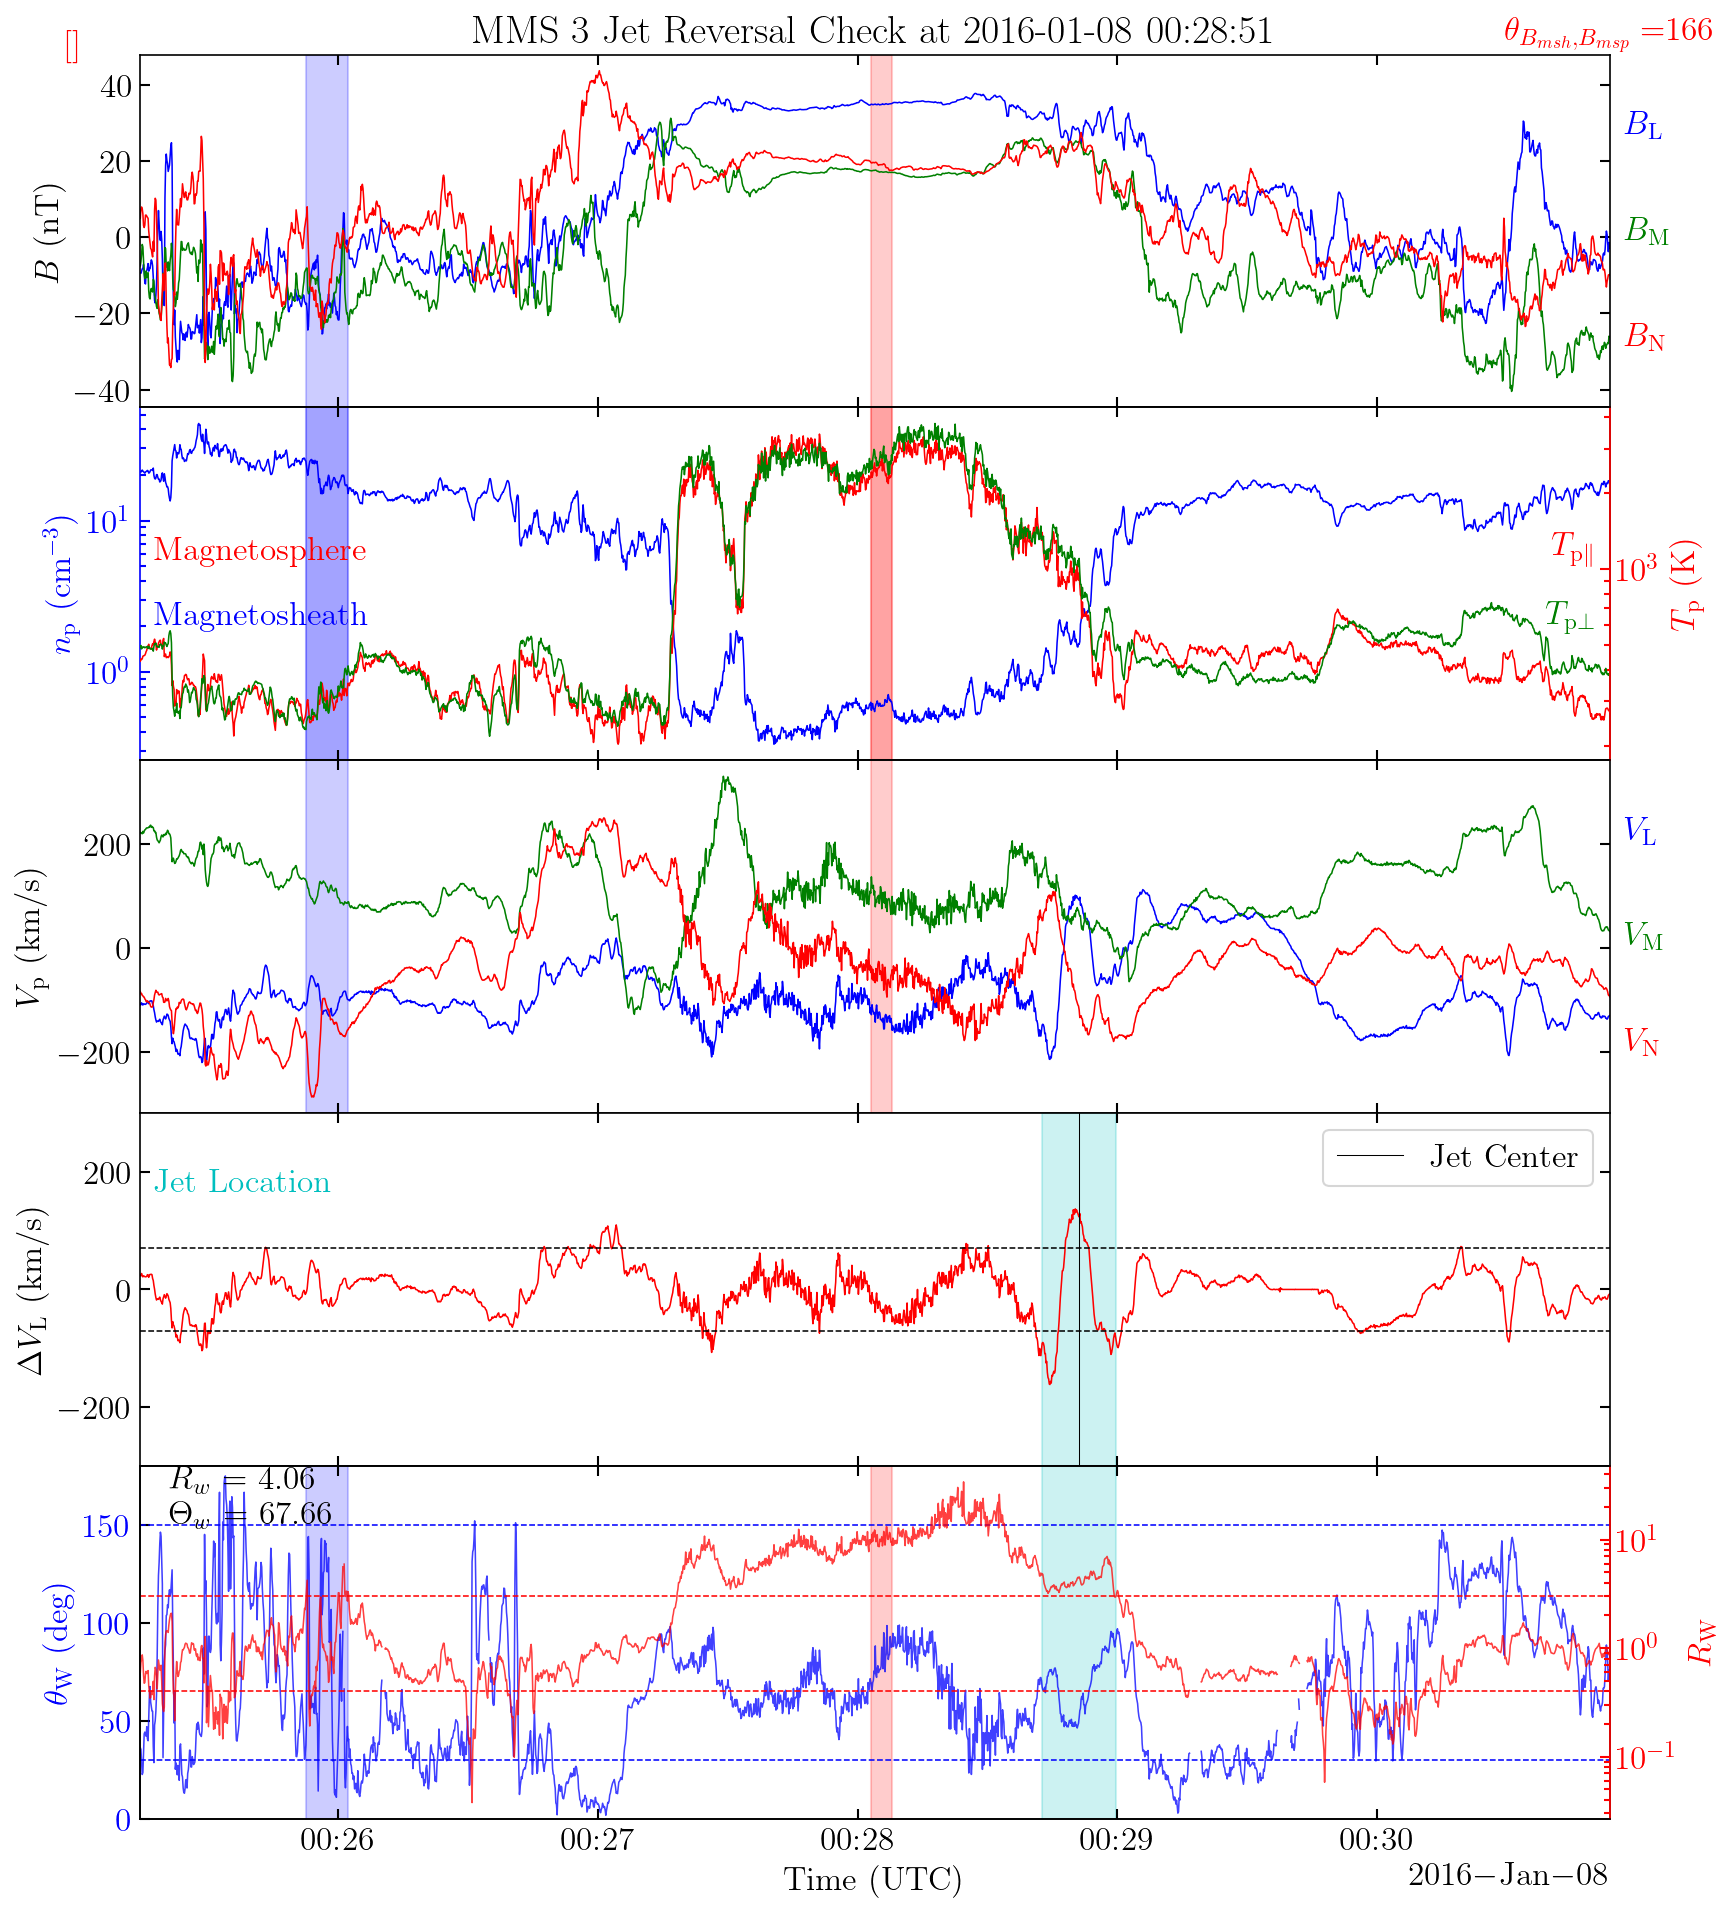 MMS 3 Jet Reversal Check at 2016-01-08 00:28:51
[]
θ_{B_{msh},B_{msp}} =166
40
20
0
−20
−40
B (nT)
B_L
B_M
B_N
10^1
10^0
n_p (cm^{−3})
Magnetosphere
Magnetosheath
T_{p∥}
T_{p⊥}
10^3
T_p (K)
200
0
−200
V_p (km/s)
V_L
V_M
V_N
200
0
−200
ΔV_L (km/s)
Jet Location
Jet Center
R_w = 4.06
Θ_w = 67.66
150
100
50
0
θ_W (deg)
10^1
10^0
10^{−1}
R_W
00:26
00:27
00:28
00:29
00:30
Time (UTC)
2016−Jan−08